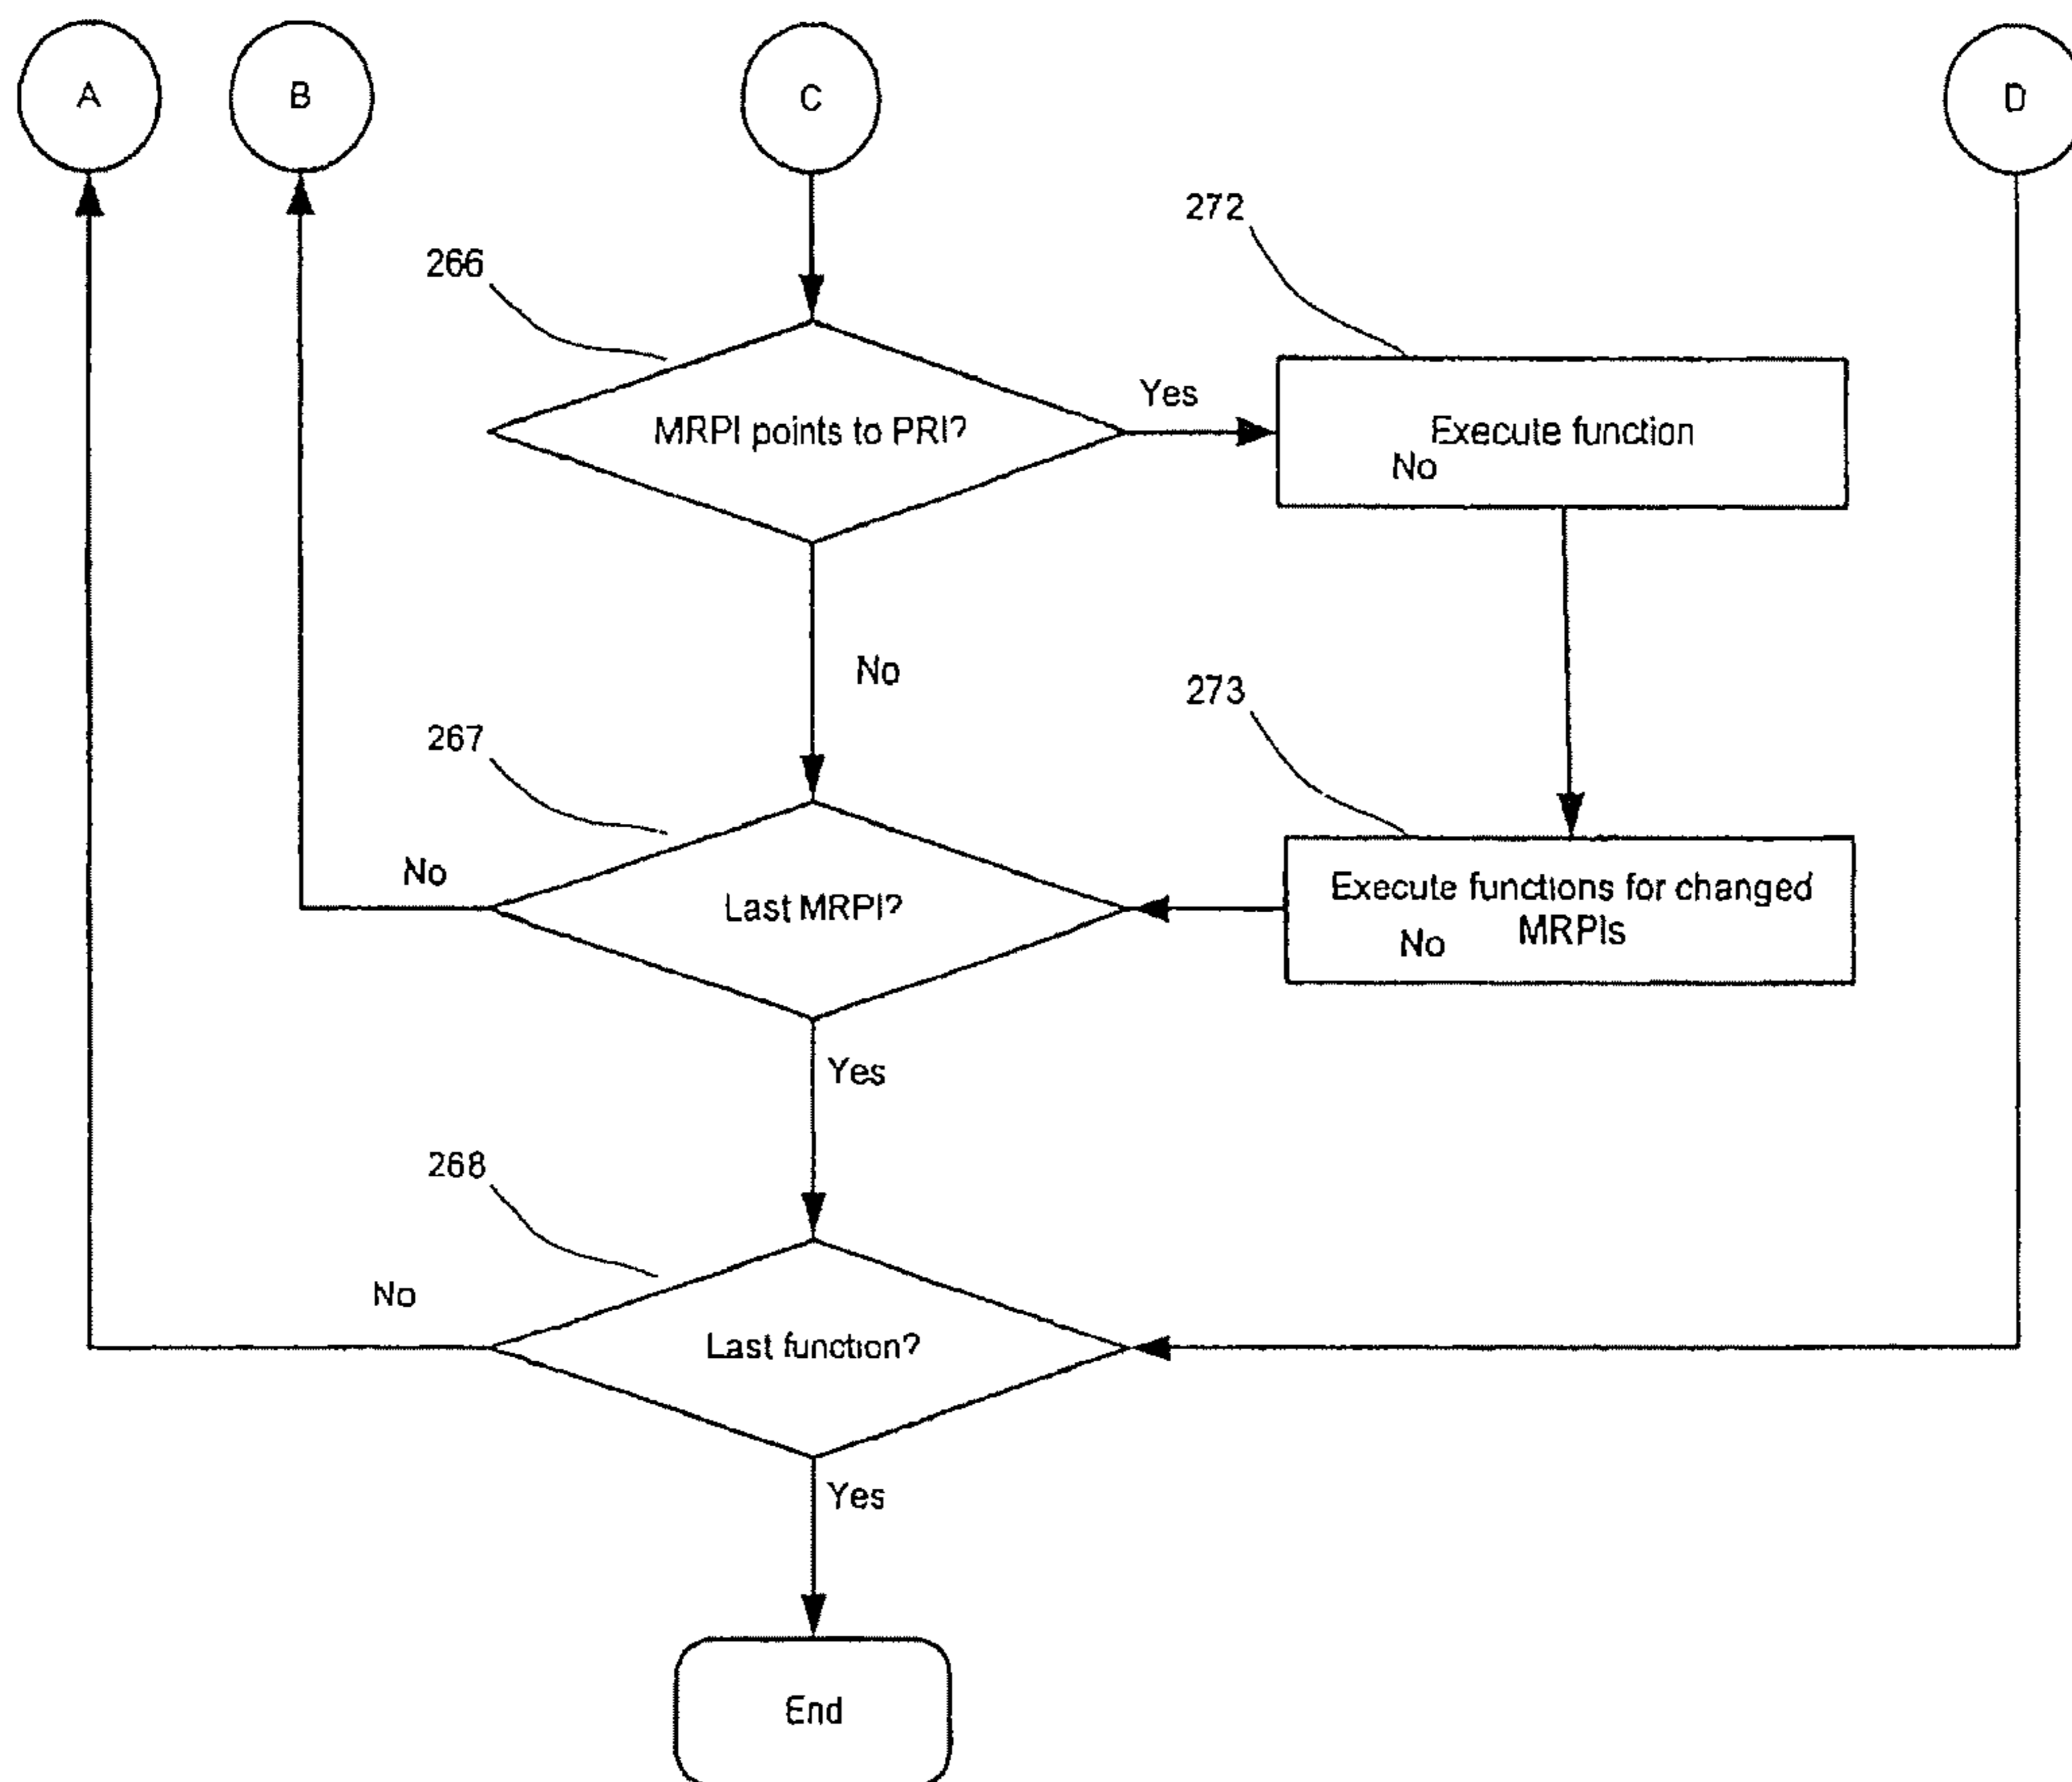 A
B
C
D
272
266
Yes
MRPI points to PRI?
Execute function
No
No
273
267
No
Last MRPI?
Execute functions for changed
MRPIs
No
Yes
268
No
Last function?
Yes
End